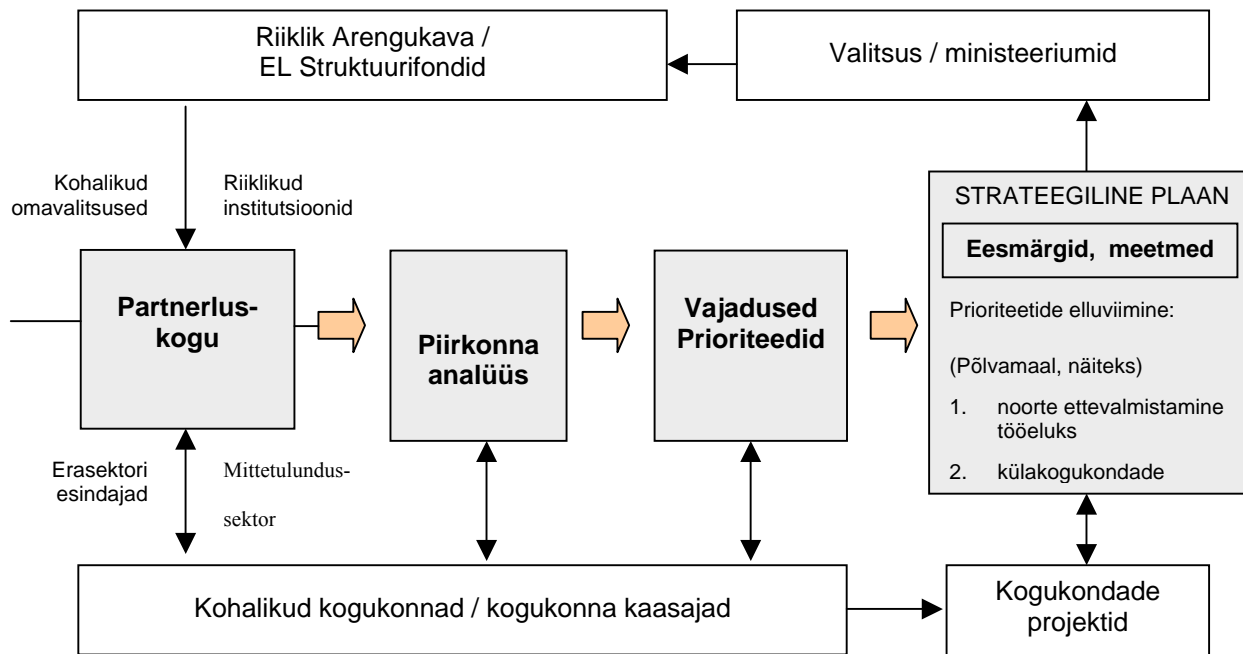 Riiklik Arengukava /
EL Struktuurifondid
Valitsus / ministeeriumid
Kohalikud
omavalitsused
Riiklikud
institutsioonid
Partnerlus-
kogu
Piirkonna
analüüs
Vajadused
Prioriteedid
STRATEEGILINE PLAAN
Eesmärgid, meetmed
Prioriteetide elluviimine:
(Põlvamaal, näiteks)
1. noorte ettevalmistamine
tööeluks
2. külakogukondade
Erasektori
esindajad
Mittetulundus-
sektor
Kohalikud kogukonnad / kogukonna kaasajad
Kogukondade
projektid